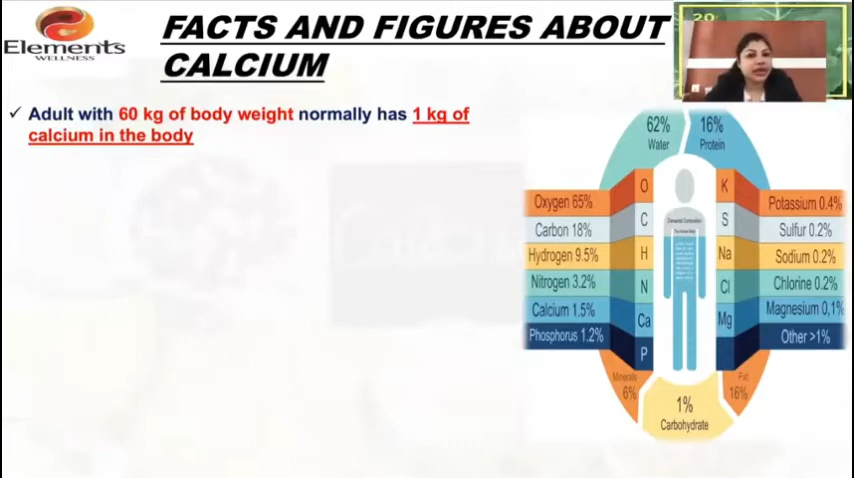 Elements
WELLNESS
FACTS AND FIGURES ABOUT
CALCIUM
20
✓ Adult with 60 kg of body weight normally has 1 kg of
calcium in the body
62%
Water
16%
Protein
Oxygen 65%
Carbon 18%
Hydrogen 9.5%
Nitrogen 3.2%
Calcium 1.5%
Phosphorus 1.2%
O
C
H
N
Ca
P
K
S
Na
Cl
Mg
Potassium 0.4%
Sulfur 0.2%
Sodium 0.2%
Chlorine 0.2%
Magnesium 0,1%
Other >1%
Minerals
6%
1%
Carbohydrate
Fat
16%